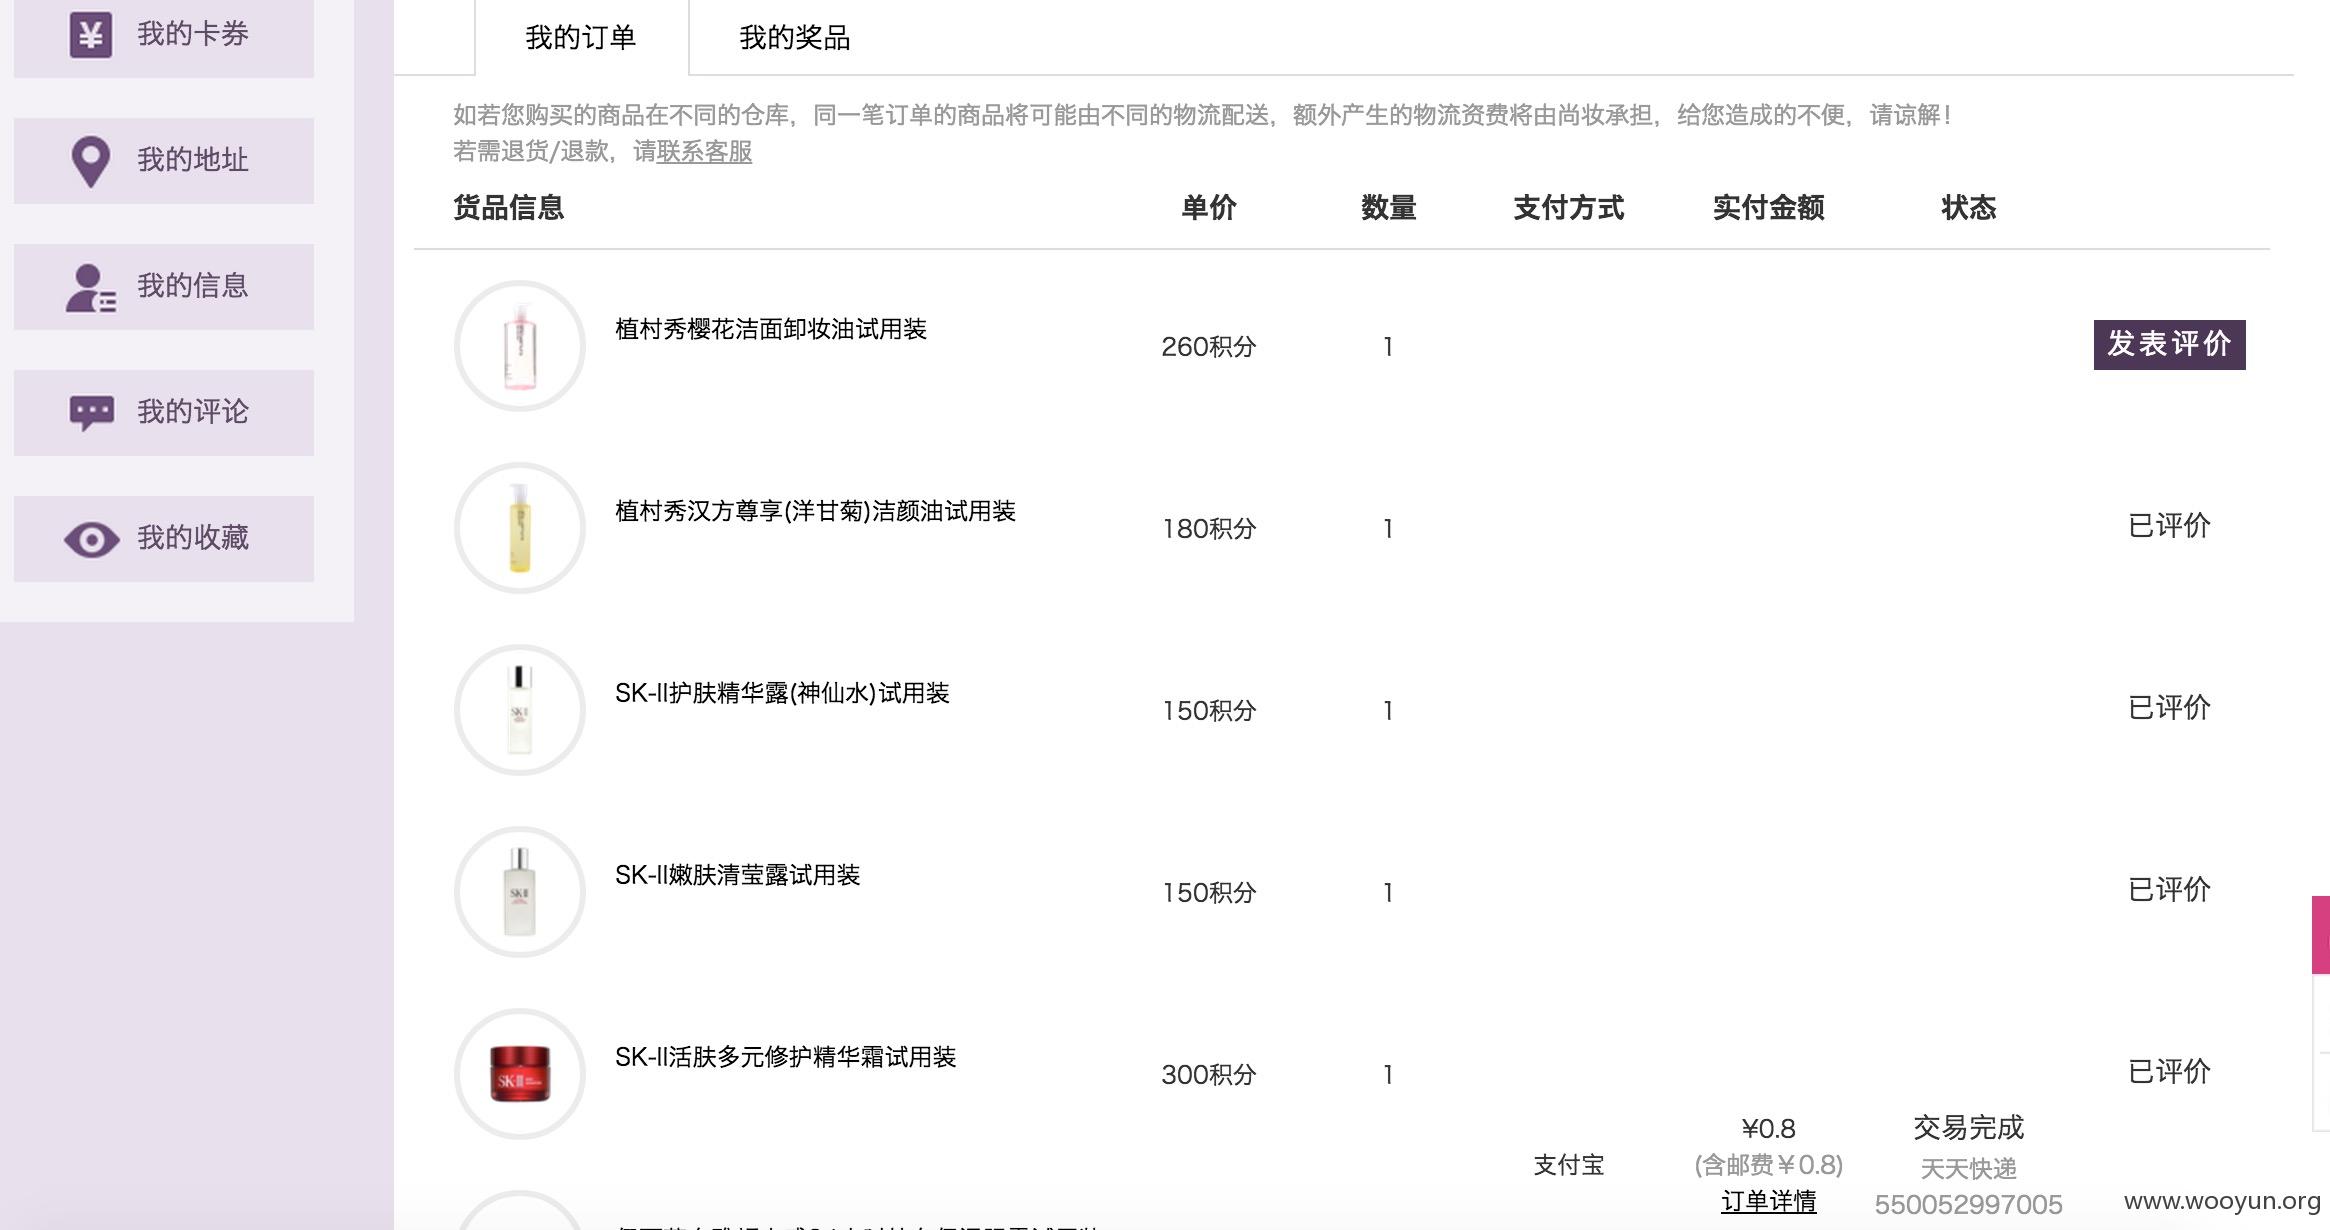 我的卡券
我的地址
我的信息
我的评论
我的收藏
我的订单
我的奖品
如若您购买的商品在不同的仓库，同一笔订单的商品将可能由不同的物流配送，额外产生的物流资费将由尚妆承担，给您造成的不便，请谅解！
若需退货/退款，请联系客服
货品信息 单价 数量 支付方式 实付金额 状态
植村秀樱花洁面卸妆油试用装 260积分 1 发表评价
植村秀汉方尊享(洋甘菊)洁颜油试用装 180积分 1 已评价
SK-II护肤精华露(神仙水)试用装 150积分 1 已评价
SK-II嫩肤清莹露试用装 150积分 1 已评价
SK-II活肤多元修护精华霜试用装 300积分 1 已评价
支付宝
¥0.8
(含邮费￥0.8)
订单详情
交易完成
天天快递
550052997005
www.wooyun.org